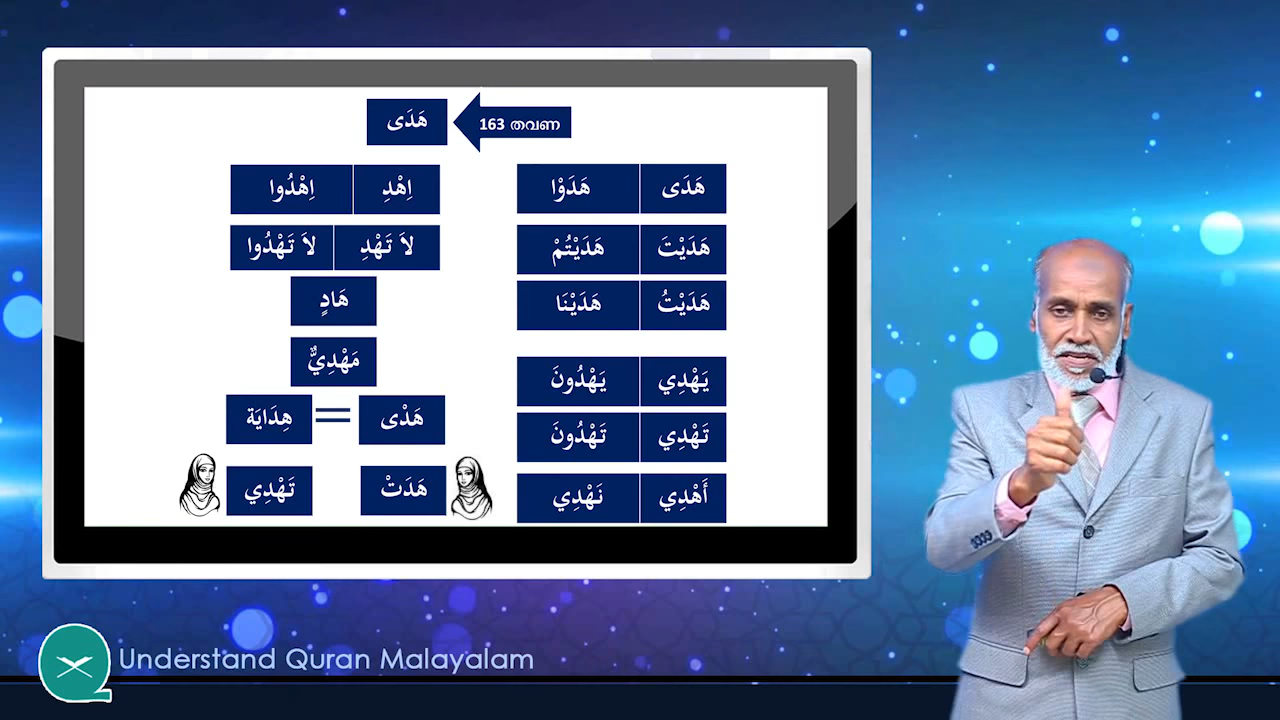 هَدَى 163 തവണ
هَدَى هَدَوْا
هَدَيْتَ هَدَيْتُمْ
هَدَيْتُ هَدَيْنَا
يَهْدِي يَهْدُونَ
تَهْدِي تَهْدُونَ
أَهْدِي نَهْدِي
اِهْدِ اِهْدُوا
لاَ تَهْدِ لاَ تَهْدُوا
هَادٍ
مَهْدِيٌّ
هَدْى = هِدَايَة
هَدَتْ تَهْدِي
Understand Quran Malayalam